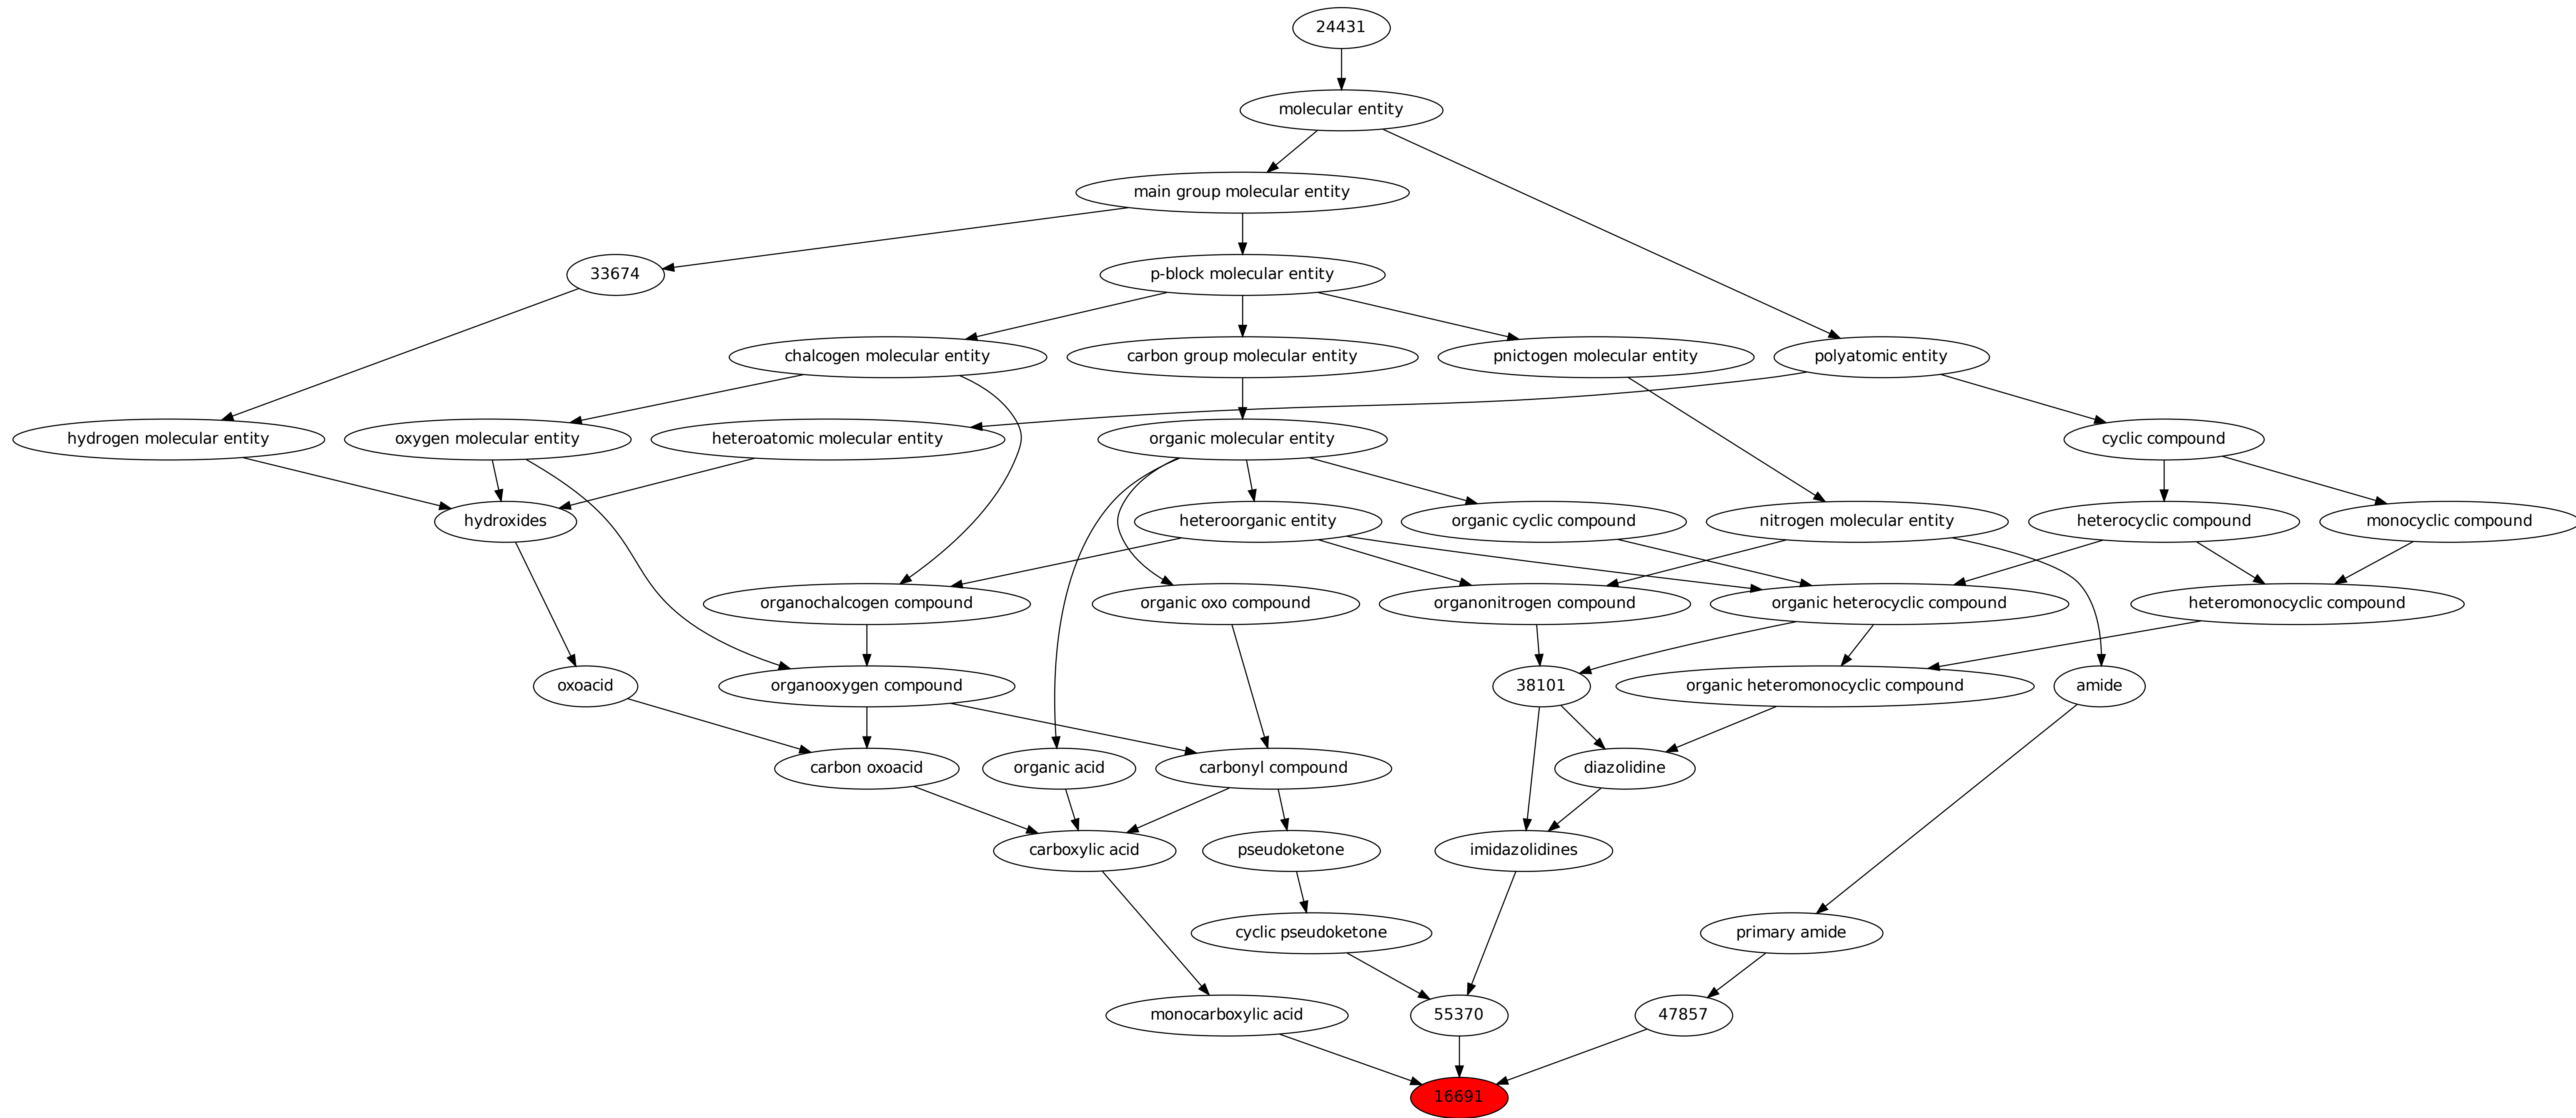 24431
molecular entity
main group molecular entity
33674
p-block molecular entity
chalcogen molecular entity
carbon group molecular entity
pnictogen molecular entity
polyatomic entity
hydrogen molecular entity
oxygen molecular entity
heteroatomic molecular entity
organic molecular entity
cyclic compound
hydroxides
heteroorganic entity
organic cyclic compound
nitrogen molecular entity
heterocyclic compound
monocyclic compound
organochalcogen compound
organic oxo compound
organonitrogen compound
organic heterocyclic compound
heteromonocyclic compound
oxoacid
organooxygen compound
38101
organic heteromonocyclic compound
amide
carbon oxoacid
organic acid
carbonyl compound
diazolidine
carboxylic acid
pseudoketone
imidazolidines
cyclic pseudoketone
primary amide
monocarboxylic acid
55370
47857
16691